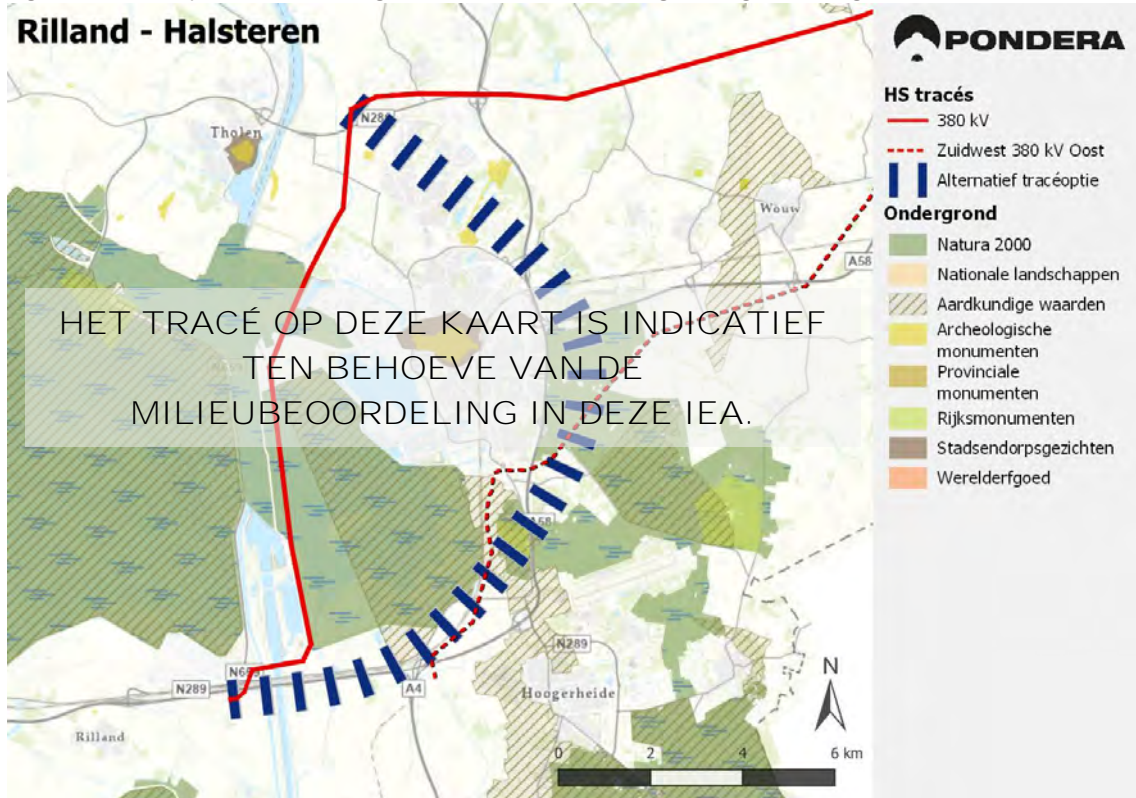 Rilland - Halsteren
PONDERA
HS tracés
380 kV
Zuidwest 380 kV Oost
Alternatief tracéoptie
Ondergrond
Natura 2000
Nationale landschappen
Aardkundige waarden
Archeologische
monumenten
Provinciale
monumenten
Rijksmonumenten
Stadsendorpsgezichten
Werelderfgoed
Tholen
Wouw
A58
HET TRACÉ OP DEZE KAART IS INDICATIEF
TEN BEHOEVE VAN DE
MILIEUBEOORDELING IN DEZE IEA.
A58
N289
N289
A4
Hoogerheide
Rilland
N
0 2 4 6 km